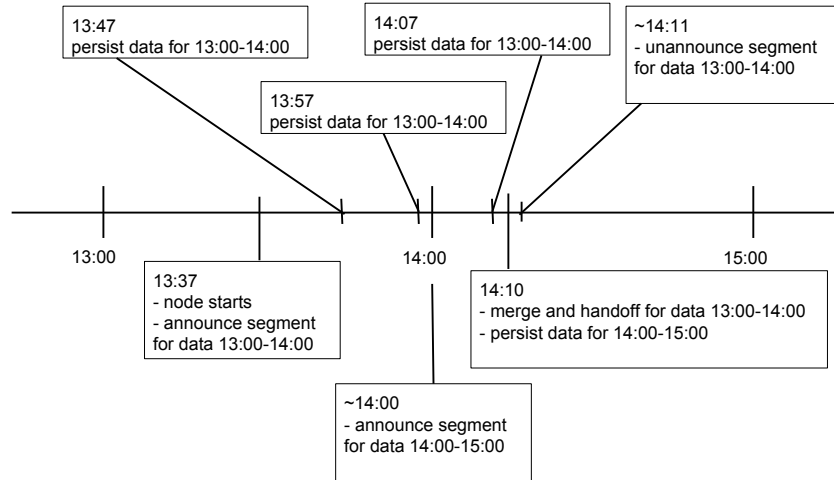 13:47
persist data for 13:00-14:00
14:07
persist data for 13:00-14:00
~14:11
- unannounce segment
for data 13:00-14:00
13:57
persist data for 13:00-14:00
13:00
14:00
15:00
13:37
- node starts
- announce segment
for data 13:00-14:00
14:10
- merge and handoff for data 13:00-14:00
- persist data for 14:00-15:00
~14:00
- announce segment
for data 14:00-15:00